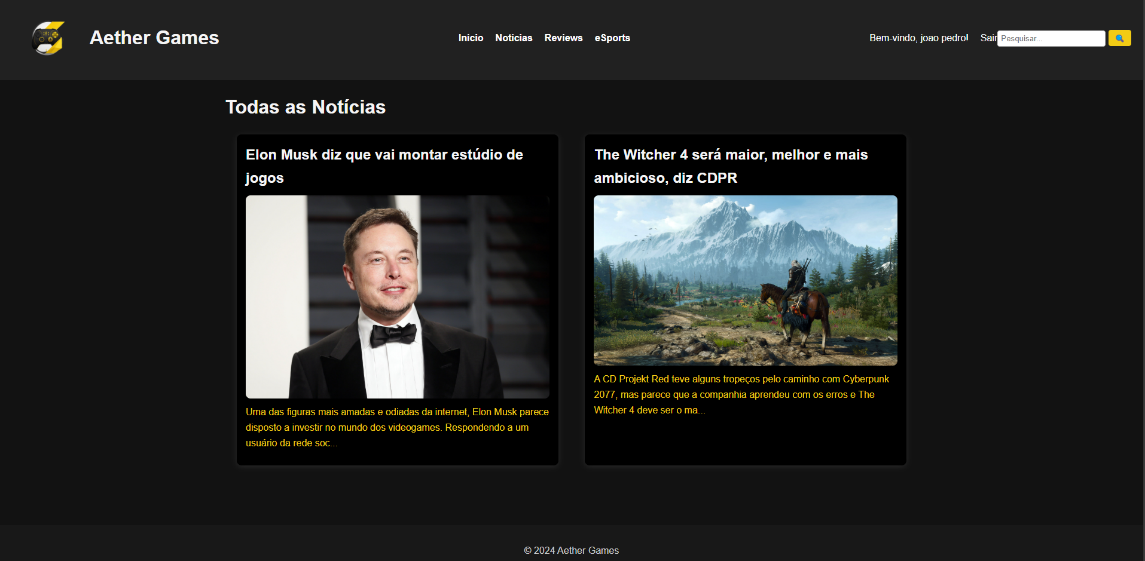 Aether Games
Início
Noticias
Reviews
eSports
Bem-vindo, joao pedro!
Sair
Pesquisar...
Todas as Notícias
Elon Musk diz que vai montar estúdio de
jogos
Uma das figuras mais amadas e odiadas da internet, Elon Musk parece
disposto a investir no mundo dos videogames. Respondendo a um
usuário da rede soc...
The Witcher 4 será maior, melhor e mais
ambicioso, diz CDPR
A CD Projekt Red teve alguns tropeços pelo caminho com Cyberpunk
2077, mas parece que a companhia aprendeu com os erros e The
Witcher 4 deve ser o ma...
© 2024 Aether Games